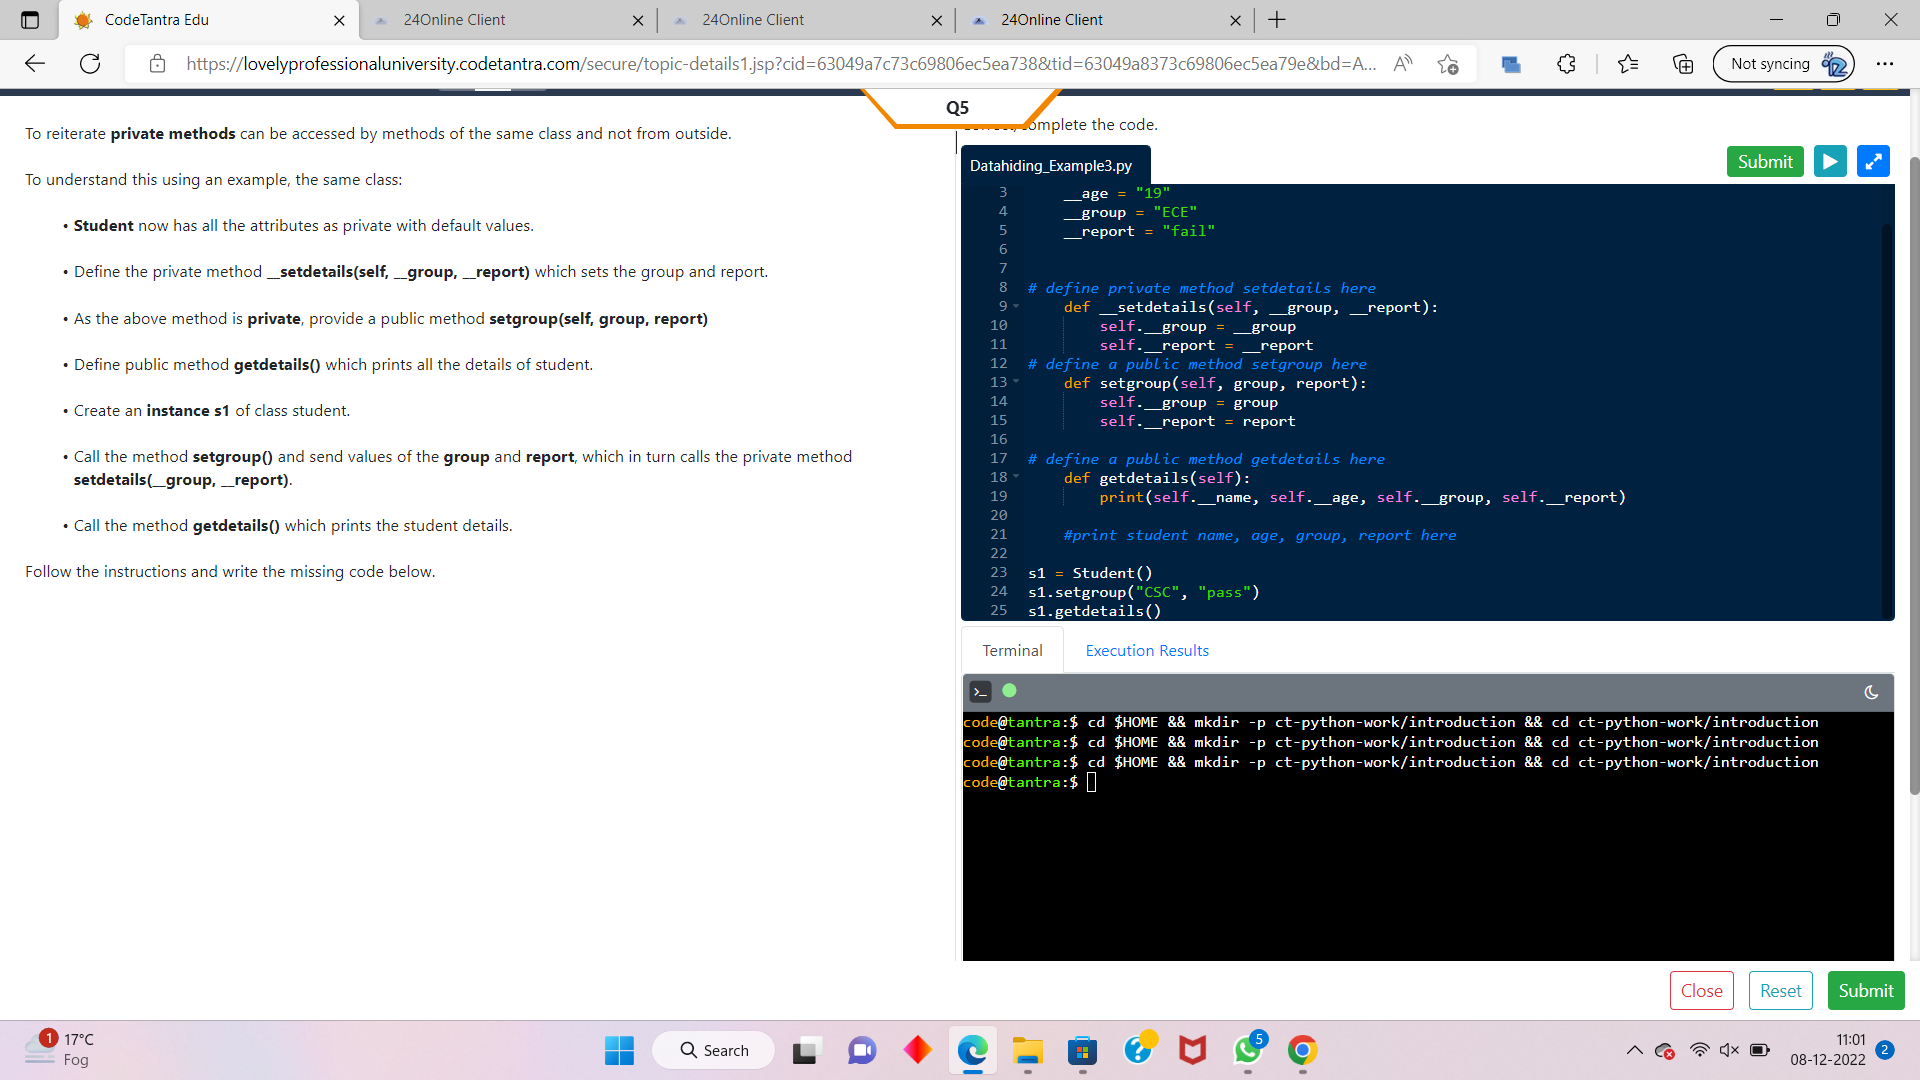 CodeTantra Edu
24Online Client
24Online Client
24Online Client
https://lovelyprofessionaluniversity.codetantra.com/secure/topic-details1.jsp?cid=63049a7c73c69806ec5ea738&tid=63049a8373c69806ec5ea79e&bd=A...
Not syncing
Q5
To reiterate private methods can be accessed by methods of the same class and not from outside.
To understand this using an example, the same class:
• Student now has all the attributes as private with default values.
• Define the private method __setdetails(self, __group, __report) which sets the group and report.
• As the above method is private, provide a public method setgroup(self, group, report)
• Define public method getdetails() which prints all the details of student.
• Create an instance s1 of class student.
• Call the method setgroup() and send values of the group and report, which in turn calls the private method
setdetails(__group, __report).
• Call the method getdetails() which prints the student details.
Follow the instructions and write the missing code below.
the code.
Datahiding_Example3.py
Submit
3 __age = "19"
4 __group = "ECE"
5 __report = "fail"
6
7
8 # define private method setdetails here
9 def __setdetails(self, __group, __report):
10 self.__group = __group
11 self.__report = __report
12 # define a public method setgroup here
13 def setgroup(self, group, report):
14 self.__group = group
15 self.__report = report
16
17 # define a public method getdetails here
18 def getdetails(self):
19 print(self.__name, self.__age, self.__group, self.__report)
20
21 #print student name, age, group, report here
22
23 s1 = Student()
24 s1.setgroup("CSC", "pass")
25 s1.getdetails()
Terminal
Execution Results
code@tantra:$ cd $HOME && mkdir -p ct-python-work/introduction && cd ct-python-work/introduction
code@tantra:$ cd $HOME && mkdir -p ct-python-work/introduction && cd ct-python-work/introduction
code@tantra:$ cd $HOME && mkdir -p ct-python-work/introduction && cd ct-python-work/introduction
code@tantra:$
Close
Reset
Submit
1
17°C
Fog
Search
5
11:01
08-12-2022
2